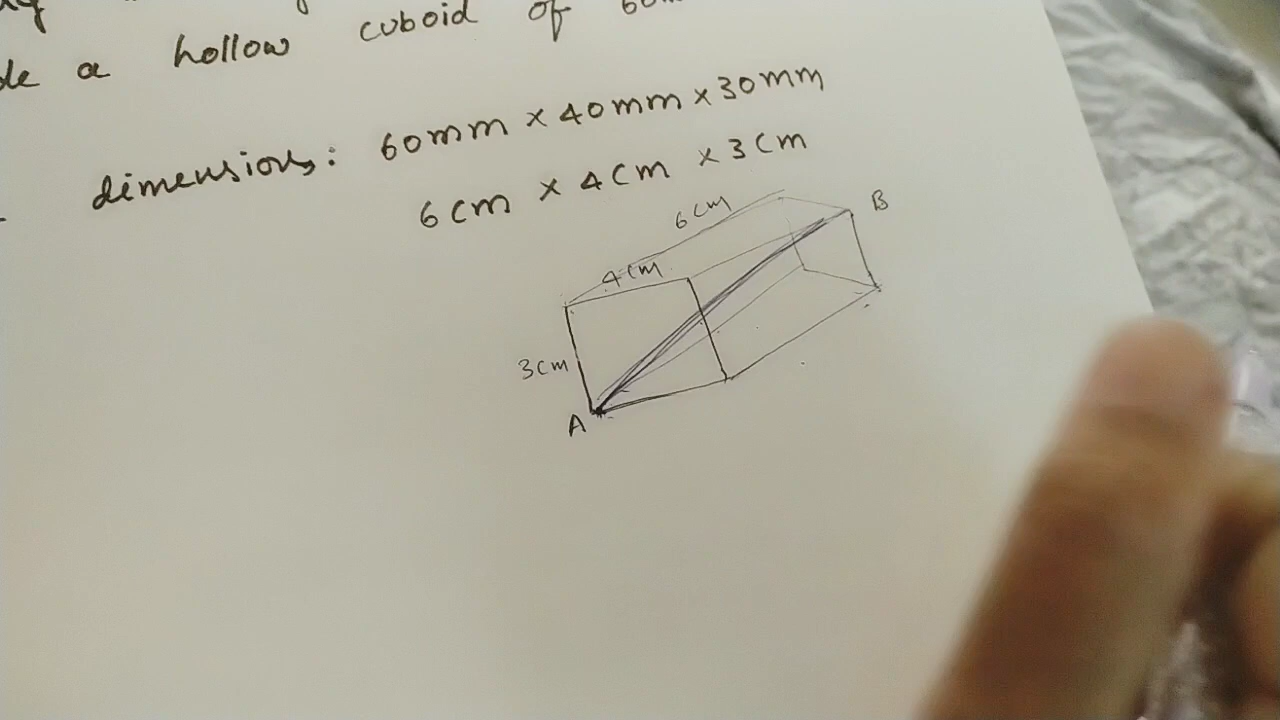 a hollow cuboid of
dimensions: 60mm × 40mm × 30mm
6cm × 4cm × 3cm
6cm
B
4cm
3cm
A